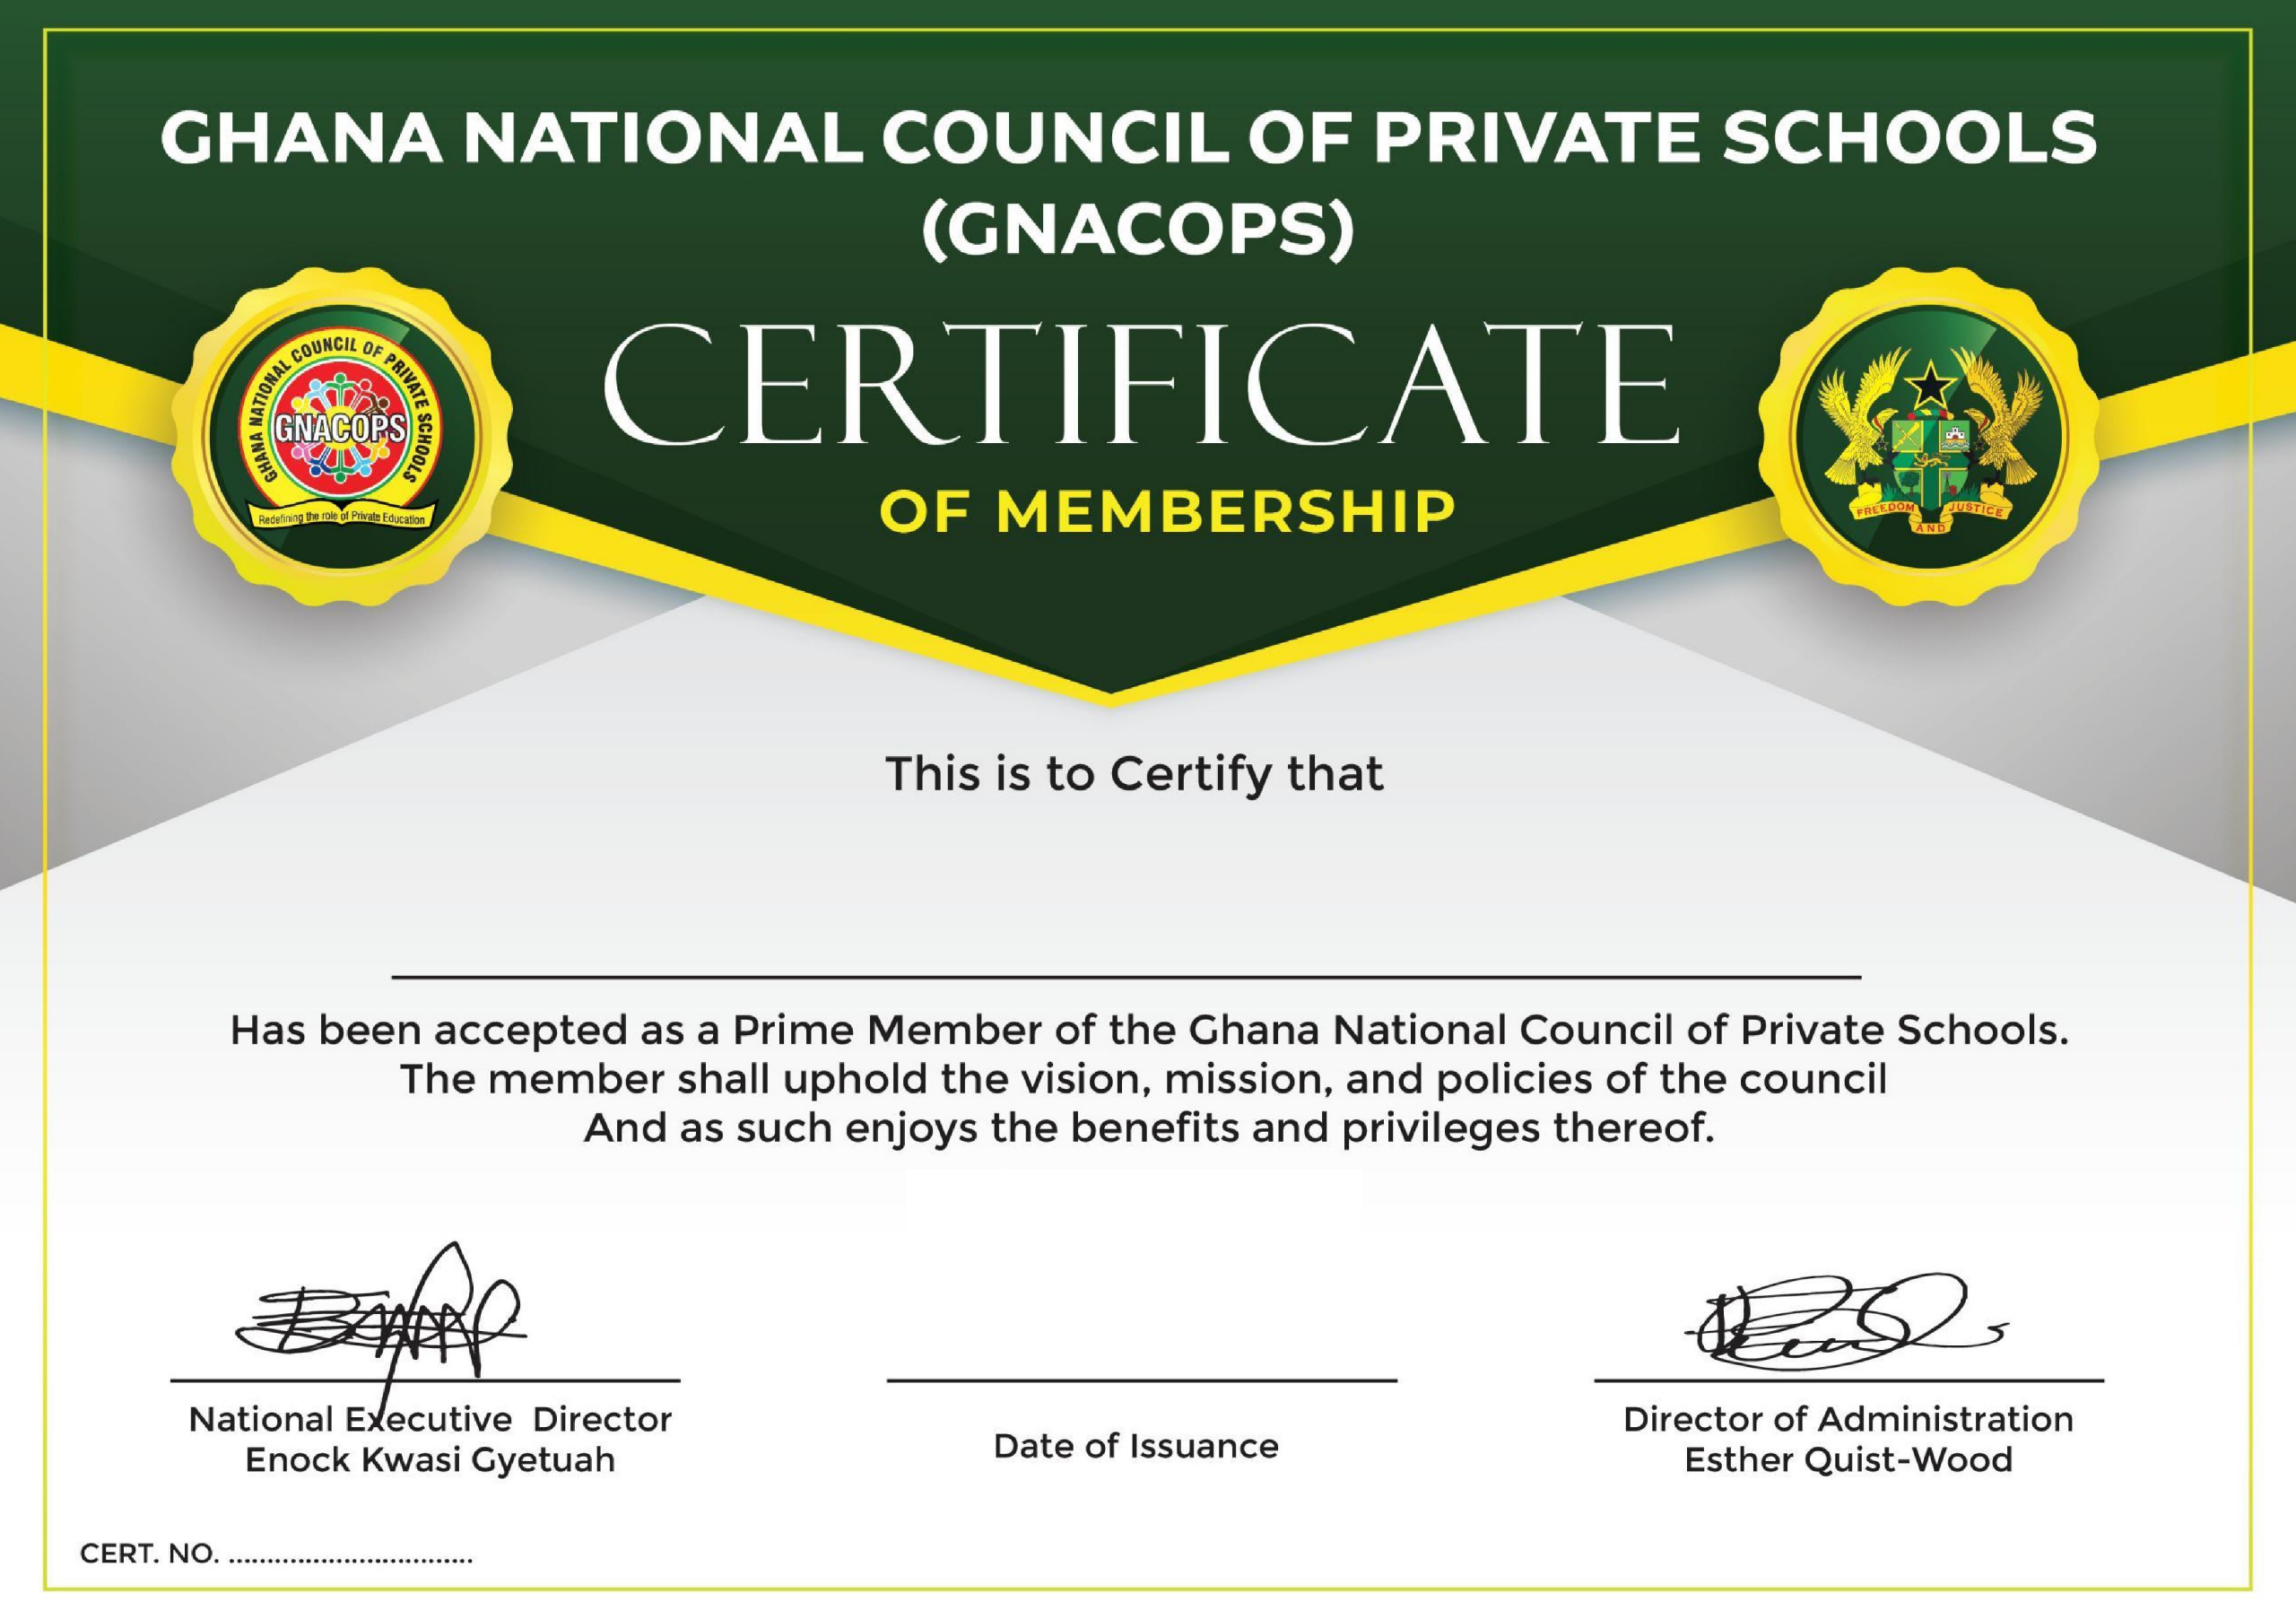 GHANA NATIONAL COUNCIL OF PRIVATE SCHOOLS
(GNACOPS)
CERTIFICATE
OF MEMBERSHIP
GHANA NATIONAL COUNCIL OF PRIVATE SCHOOLS
GNACOPS
Redefining the role of Private Education
FREEDOM AND JUSTICE
This is to Certify that
Has been accepted as a Prime Member of the Ghana National Council of Private Schools.
The member shall uphold the vision, mission, and policies of the council
And as such enjoys the benefits and privileges thereof.
National Executive Director
Enock Kwasi Gyetuah
Date of Issuance
Director of Administration
Esther Quist-Wood
CERT. NO. ................................